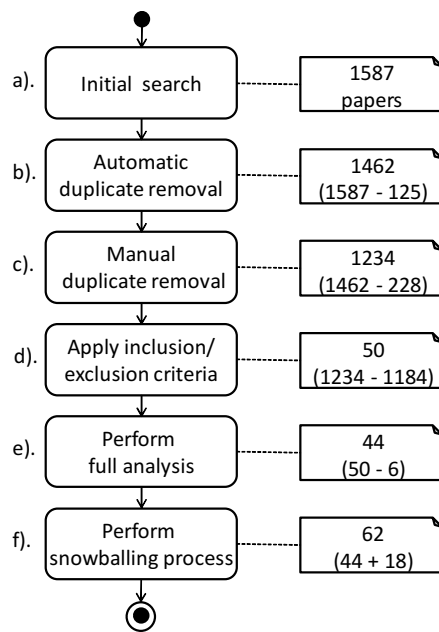 a).
Initial search
1587
papers
b).
Automatic
duplicate removal
1462
(1587 - 125)
c).
Manual
duplicate removal
1234
(1462 - 228)
d).
Apply inclusion/
exclusion criteria
50
(1234 - 1184)
e).
Perform
full analysis
44
(50 - 6)
f).
Perform
snowballing process
62
(44 + 18)